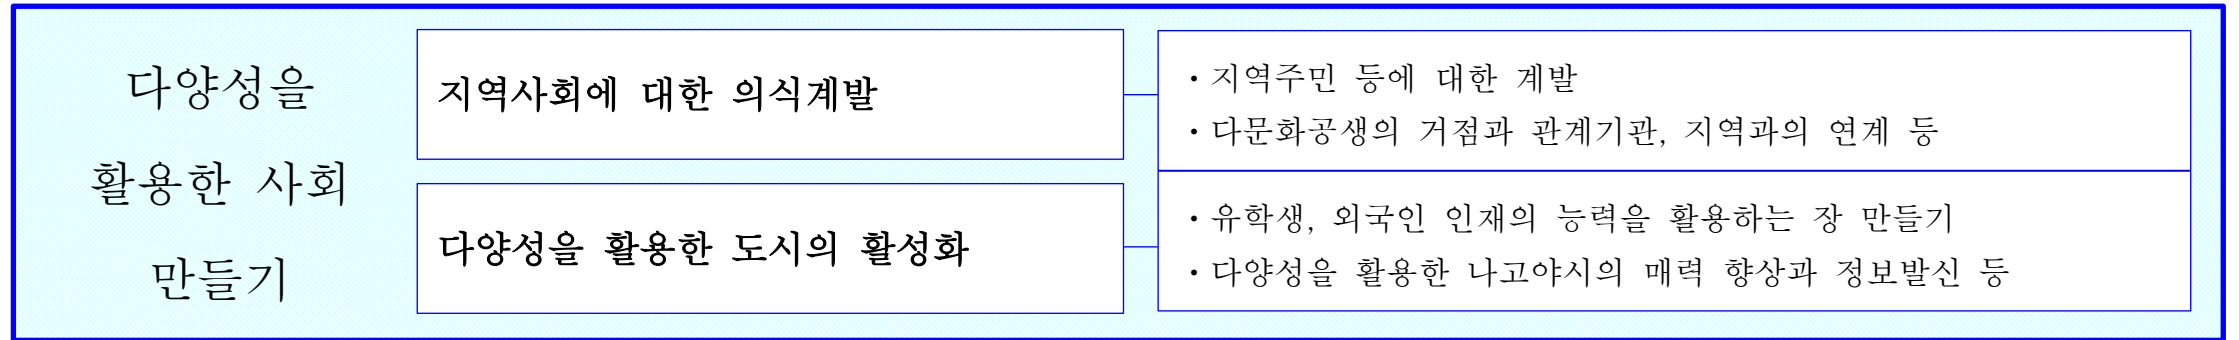 다양성을
활용한 사회
만들기
지역사회에 대한 의식계발
・지역주민 등에 대한 계발
・다문화공생의 거점과 관계기관, 지역과의 연계 등
다양성을 활용한 도시의 활성화
・유학생, 외국인 인재의 능력을 활용하는 장 만들기
・다양성을 활용한 나고야시의 매력 향상과 정보발신 등